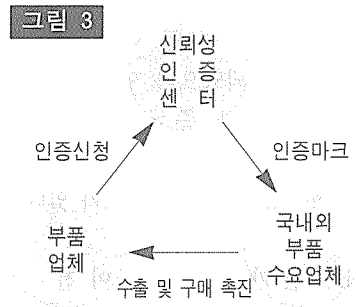 그림 3
신뢰성
인 증
센 터
인증신청
인증마크
부품
업체
국내외
부품
수요업체
수출 및 구매 촉진